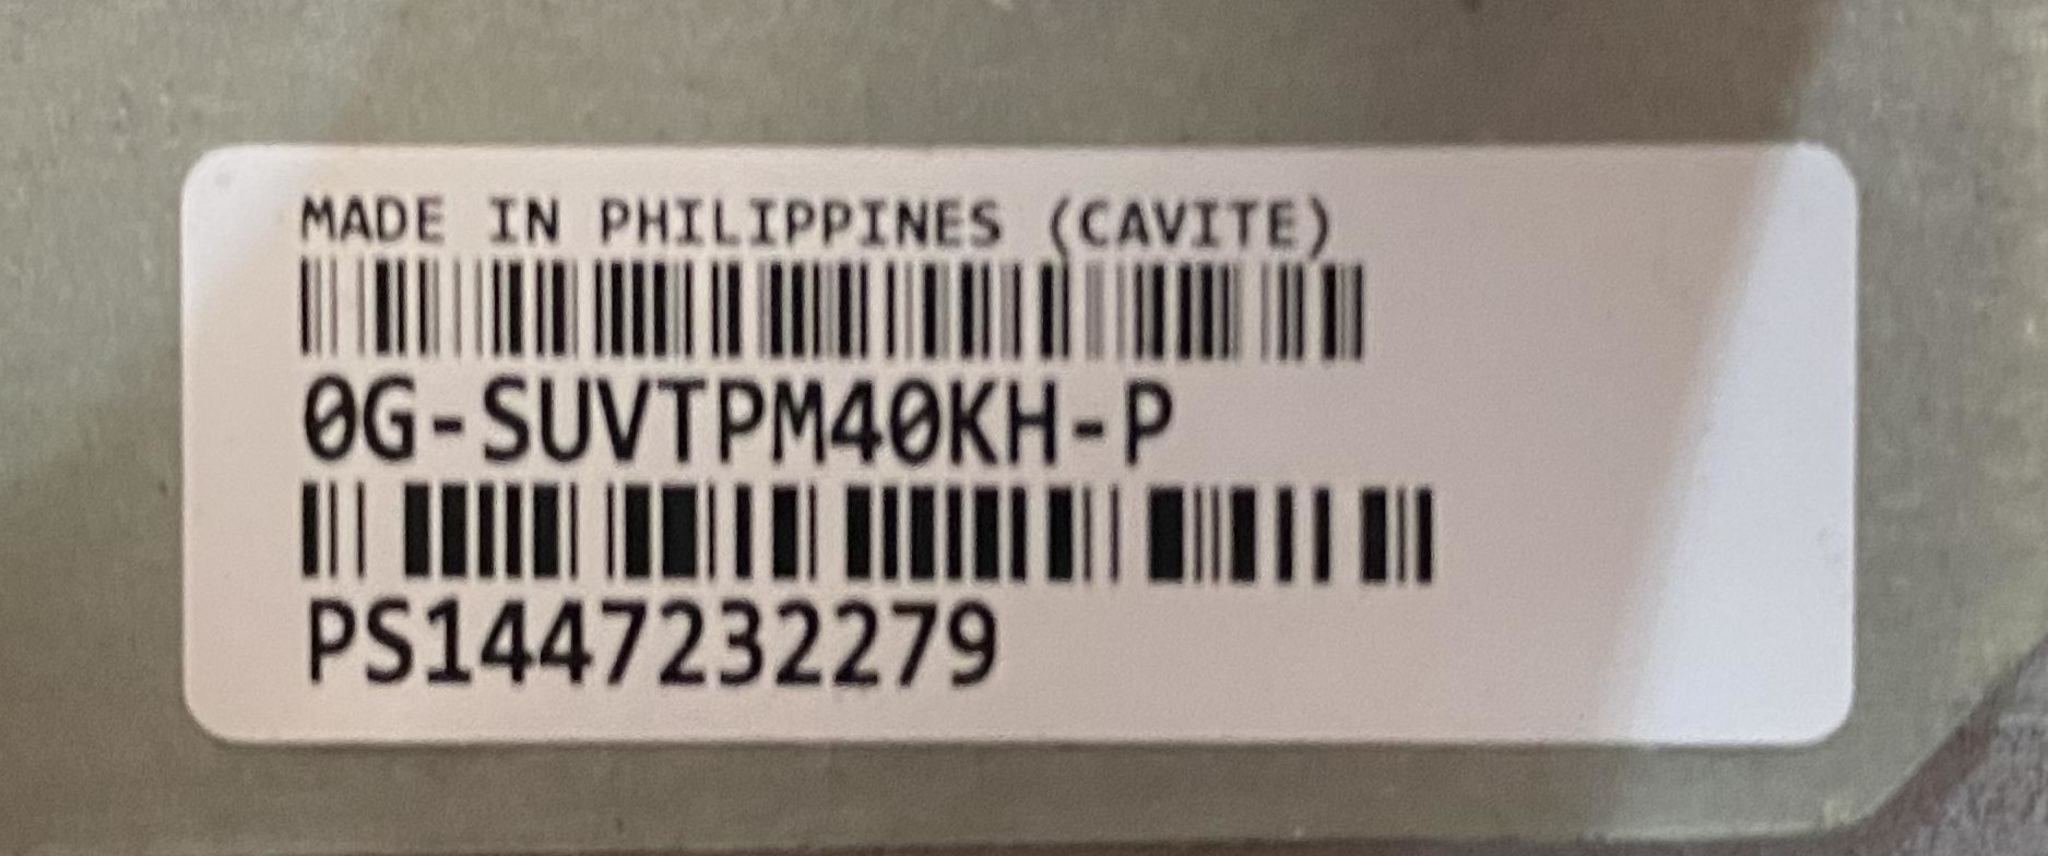 MADE IN PHILIPPINES (CAVITE)
0G-SUVTPM40KH-P
PS1447232279